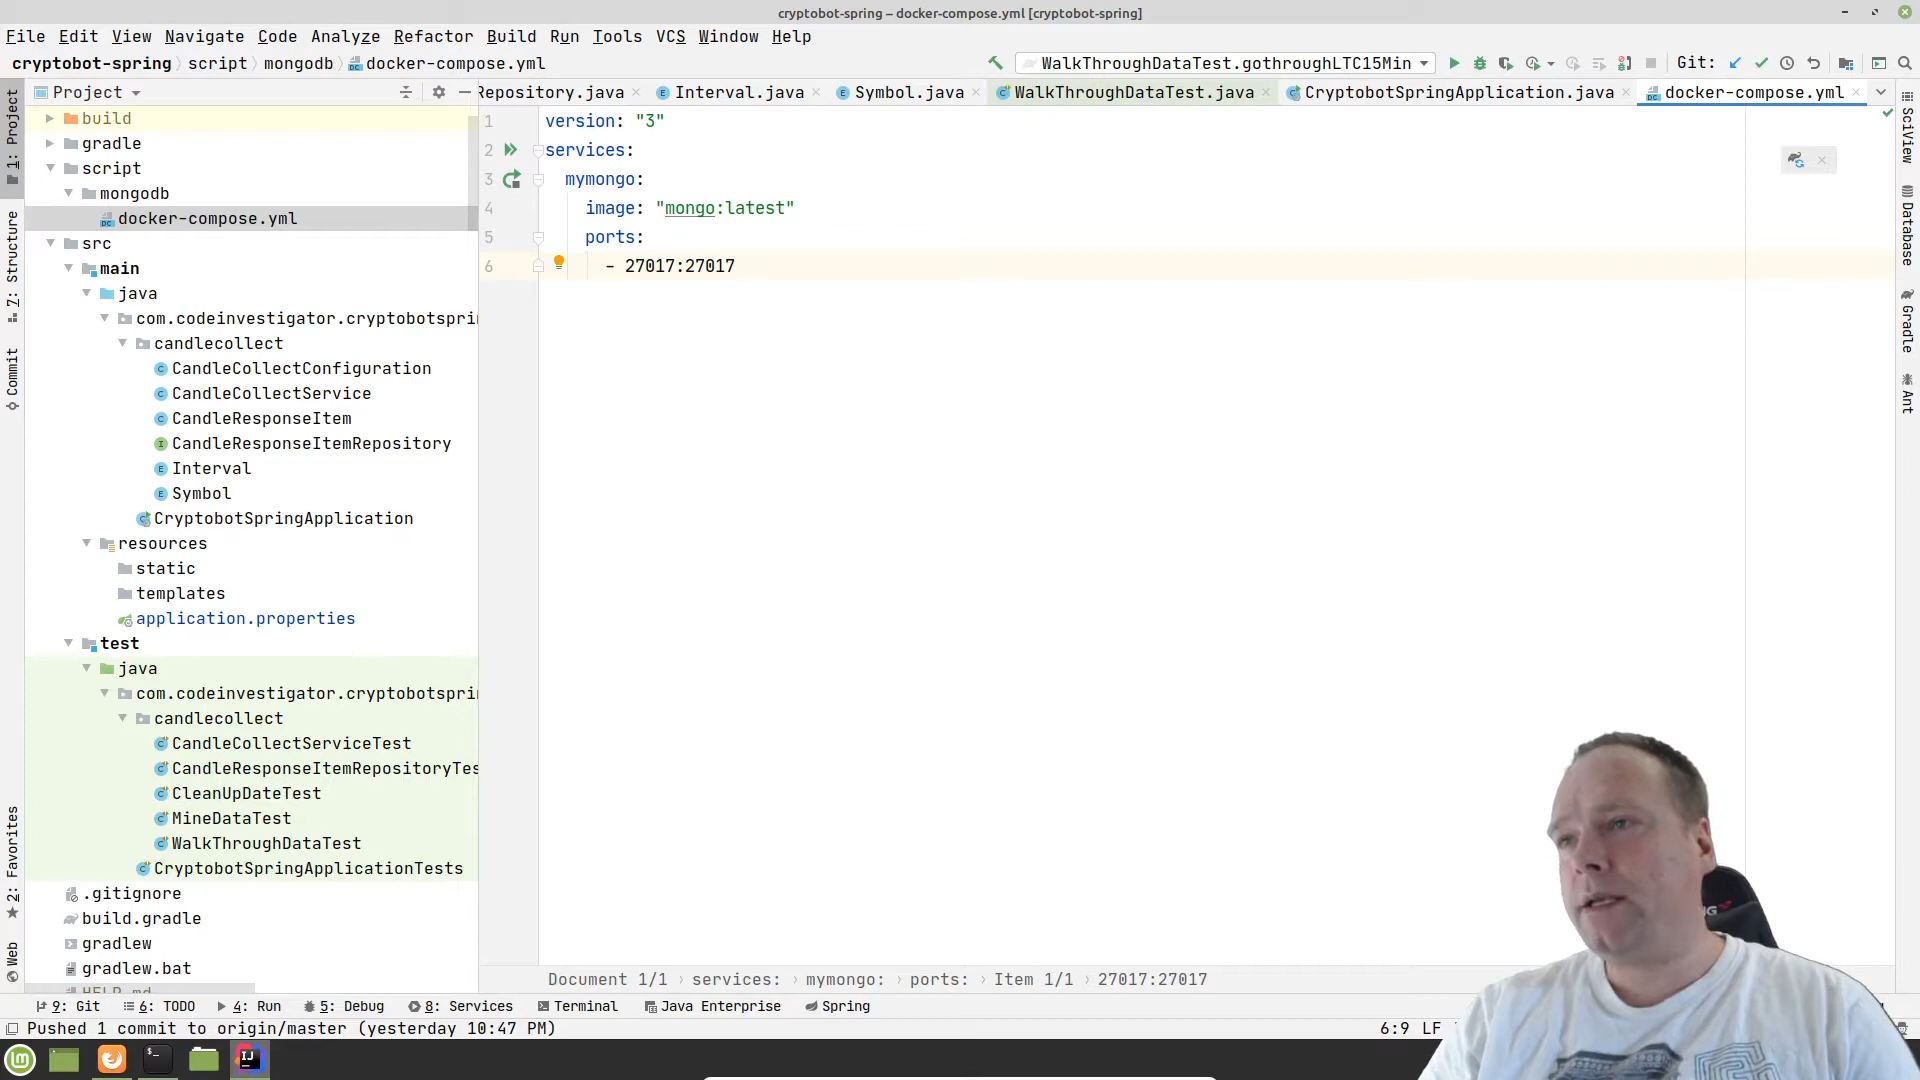 cryptobot-spring – docker-compose.yml [cryptobot-spring]
File Edit View Navigate Code Analyze Refactor Build Run Tools VCS Window Help
cryptobot-spring script mongodb docker-compose.yml
WalkThroughDataTest.gothroughLTC15Min
Git:
Project
Repository.java Interval.java Symbol.java WalkThroughDataTest.java CryptobotSpringApplication.java docker-compose.yml
1: Project
7: Structure
Commit
2: Favorites
Web
build
gradle
script
mongodb
docker-compose.yml
src
main
java
com.codeinvestigator.cryptobotsprin
candlecollect
CandleCollectConfiguration
CandleCollectService
CandleResponseItem
CandleResponseItemRepository
Interval
Symbol
CryptobotSpringApplication
resources
static
templates
application.properties
test
java
com.codeinvestigator.cryptobotsprin
candlecollect
CandleCollectServiceTest
CandleResponseItemRepositoryTes
CleanUpDateTest
MineDataTest
WalkThroughDataTest
CryptobotSpringApplicationTests
.gitignore
build.gradle
gradlew
gradlew.bat
HELP.md
1 version: "3"
2 services:
3 mymongo:
4 image: "mongo:latest"
5 ports:
6 - 27017:27017
SciView
Database
Gradle
Ant
Document 1/1 › services: › mymongo: › ports: › Item 1/1 › 27017:27017
9: Git 6: TODO 4: Run 5: Debug 8: Services Terminal Java Enterprise Spring
Pushed 1 commit to origin/master (yesterday 10:47 PM)
6:9 LF